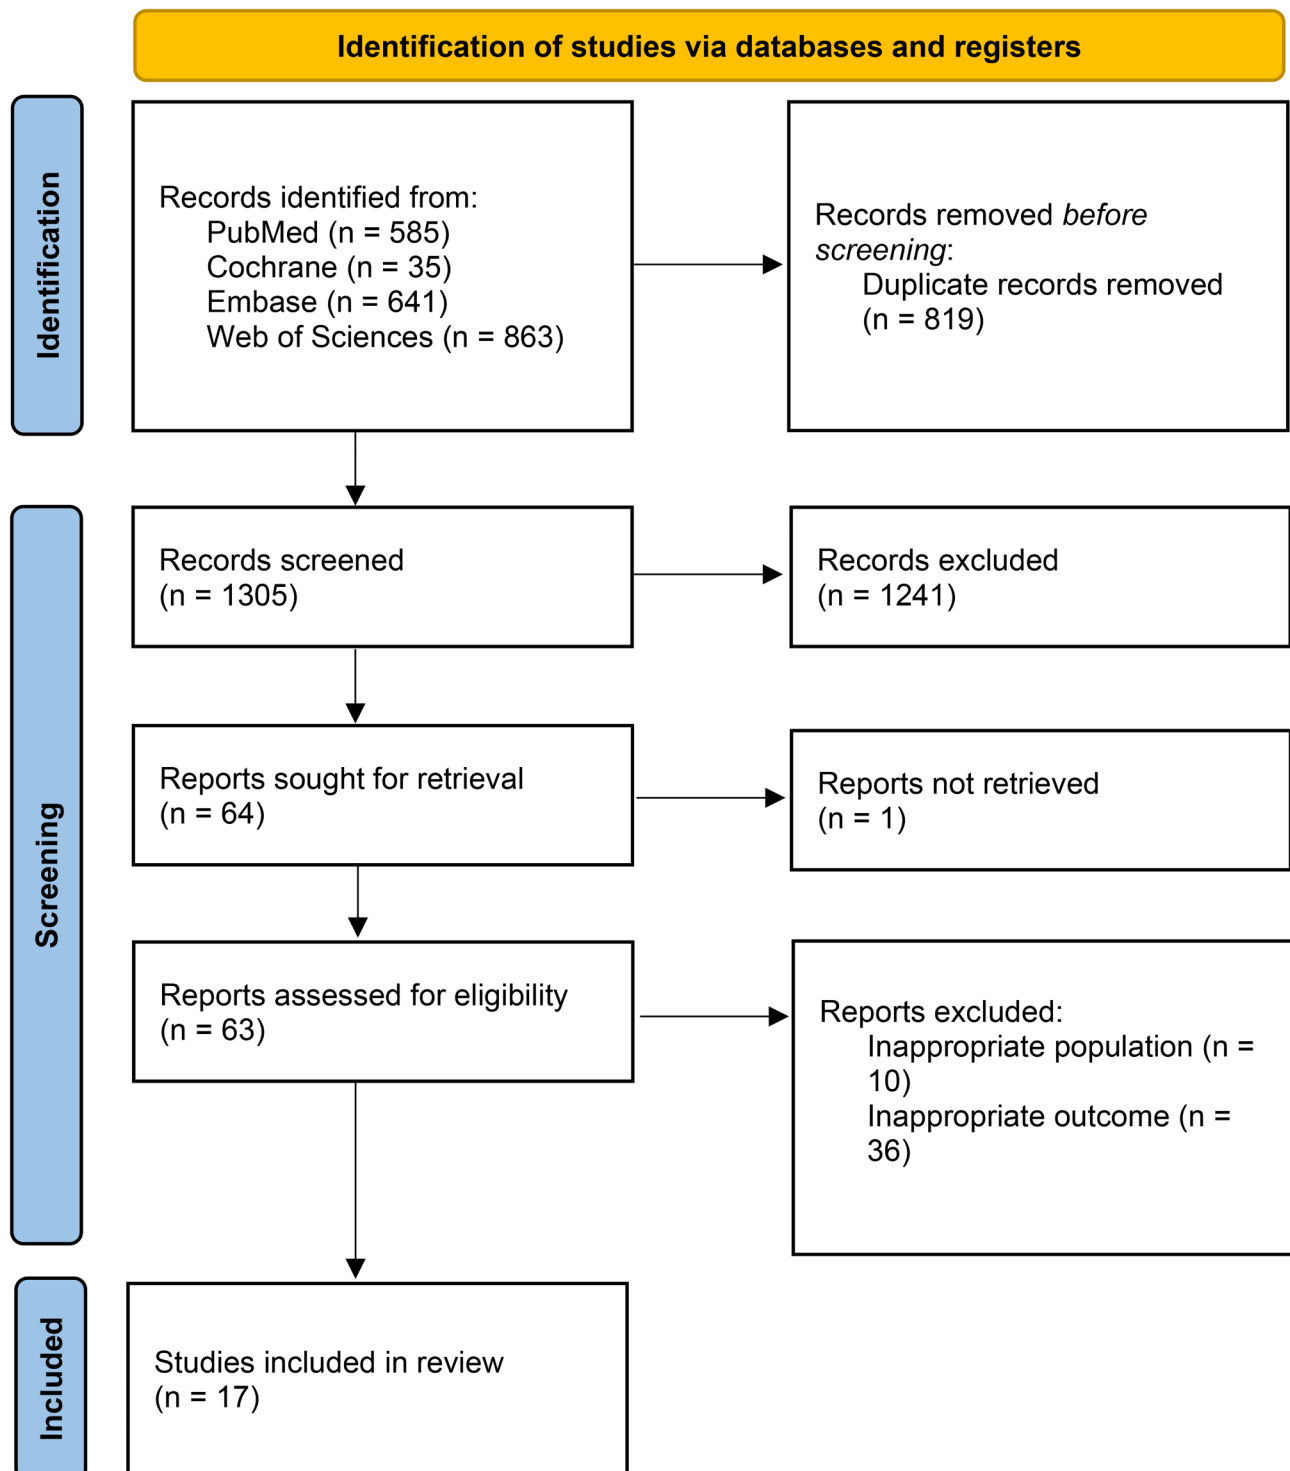 Identification of studies via databases and registers
Identification
Records identified from:
PubMed (n = 585)
Cochrane (n = 35)
Embase (n = 641)
Web of Sciences (n = 863)
Records removed before
screening:
Duplicate records removed
(n = 819)
Screening
Records screened
(n = 1305)
Records excluded
(n = 1241)
Reports sought for retrieval
(n = 64)
Reports not retrieved
(n = 1)
Reports assessed for eligibility
(n = 63)
Reports excluded:
Inappropriate population (n =
10)
Inappropriate outcome (n =
36)
Included
Studies included in review
(n = 17)